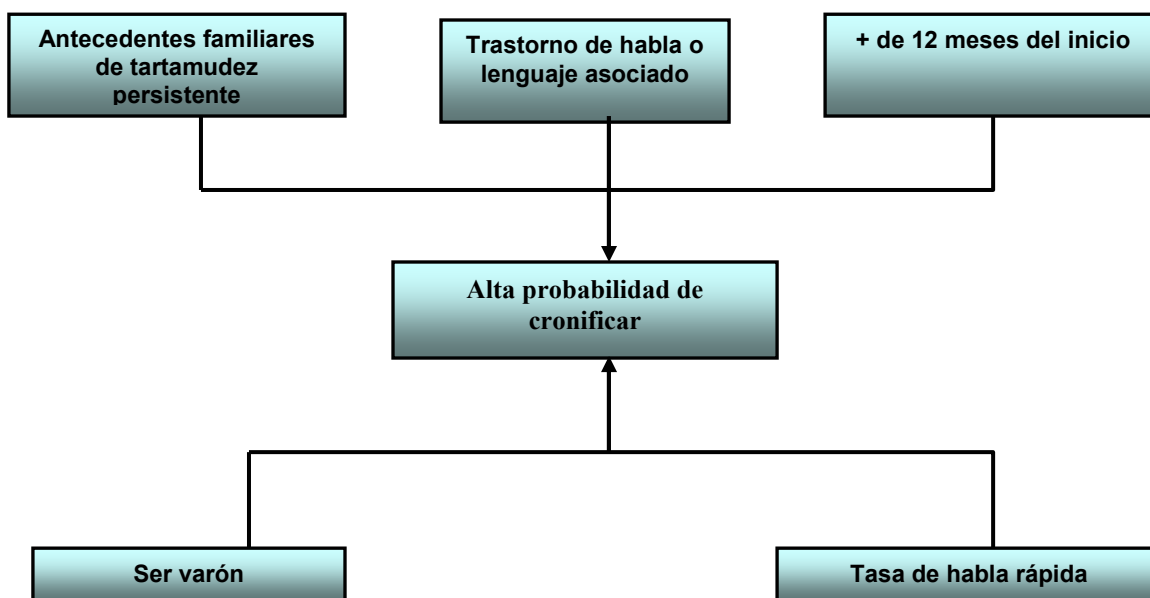 Antecedentes familiares
de tartamudez
persistente
Trastorno de habla o
lenguaje asociado
+ de 12 meses del inicio
Alta probabilidad de
cronificar
Ser varón
Tasa de habla rápida